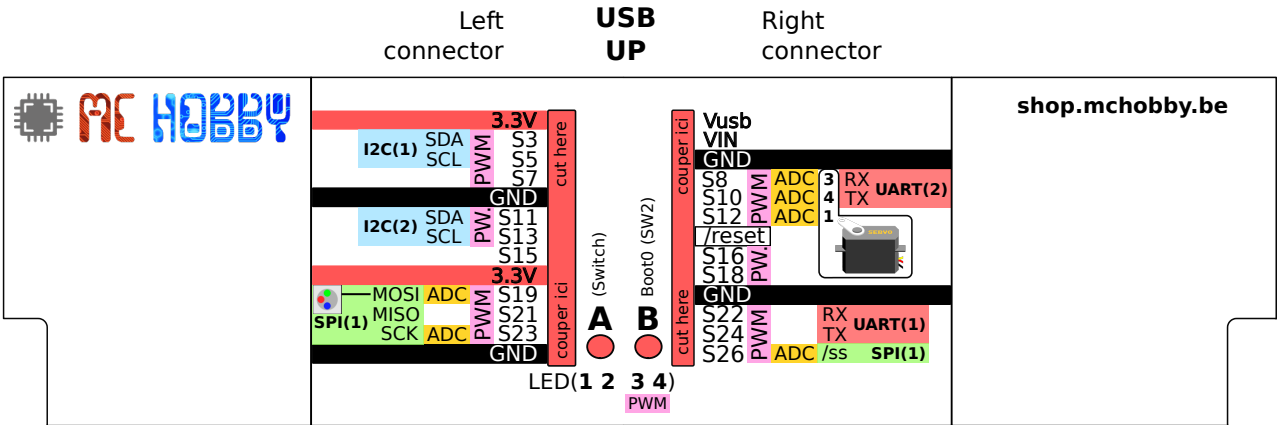 Left
connector
USB
UP
Right
connector
MC HOBBY
shop.mchobby.be
3.3V
I2C(1) SDA PWM S3
SCL S5
S7
GND
I2C(2) SDA PW. S11
SCL S13
S15
3.3V
MOSI ADC PWM S19
SPI(1) MISO S21
SCK ADC S23
GND
cut here
couper ici
(Switch)
A
Boot0 (SW2)
B
LED(1 2 3 4)
PWM
couper ici
cut here
Vusb
VIN
GND
S8 PWM ADC 3 RX UART(2)
S10 ADC 4 TX
S12 ADC 1
SERVO
/reset
S16 PW.
S18
GND
S22 PWM RX UART(1)
S24 TX
S26 ADC /ss SPI(1)